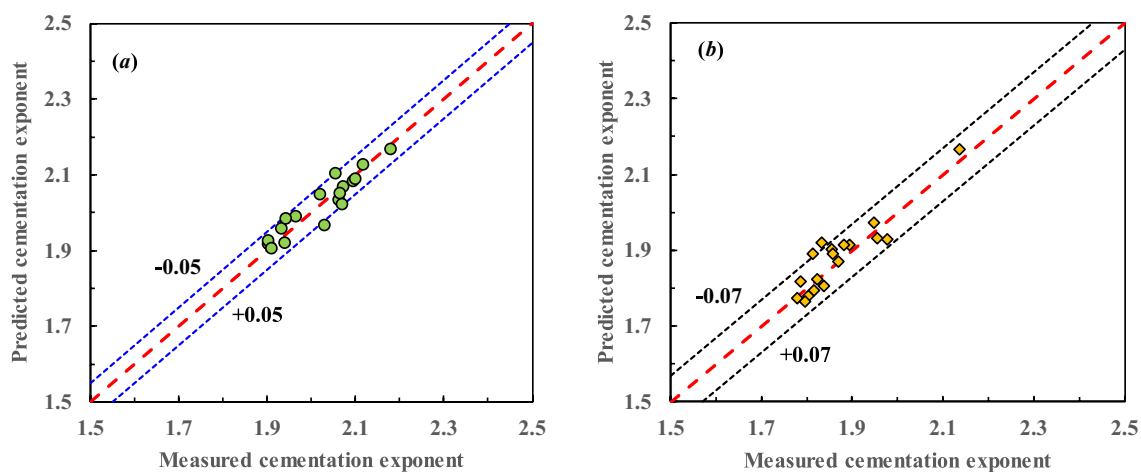 (a)
2.5
2.3
2.1
1.9
1.7
1.5
Predicted cementation exponent
-0.05
+0.05
1.5 1.7 1.9 2.1 2.3 2.5
Measured cementation exponent
(b)
2.5
2.3
2.1
1.9
1.7
1.5
Predicted cementation exponent
-0.07
+0.07
1.5 1.7 1.9 2.1 2.3 2.5
Measured cementation exponent